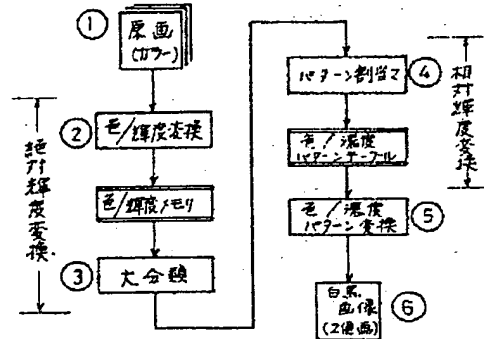 ①
原画
(カラー)
②
色/輝度変換
色/輝度メモリ
③
大分類
絶対輝度変換
④
パターン割当て
色/濃度
パターンテーブル
⑤
色/濃度
パターン変換
⑥
白黒
画像
(2値画)
相対輝度変換